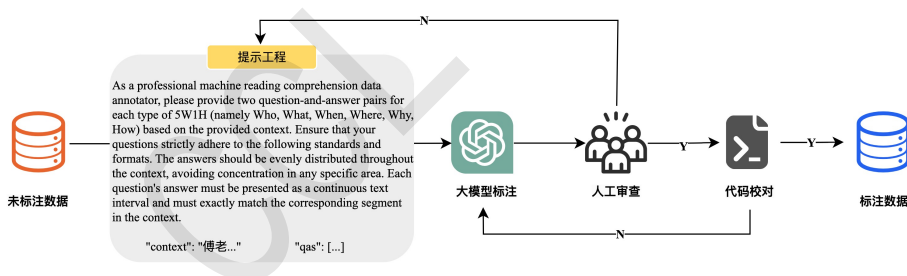 N
提示工程
As a professional machine reading comprehension data
annotator, please provide two question-and-answer pairs for
each type of 5W1H (namely Who, What, When, Where, Why,
How) based on the provided context. Ensure that your
questions strictly adhere to the following standards and
formats. The answers should be evenly distributed throughout
the context, avoiding concentration in any specific area. Each
question's answer must be presented as a continuous text
interval and must exactly match the corresponding segment
in the context.
"context": "傅老..." "qas": [...]
未标注数据
大模型标注
人工审查
Y
代码校对
Y
标注数据
N
CCL